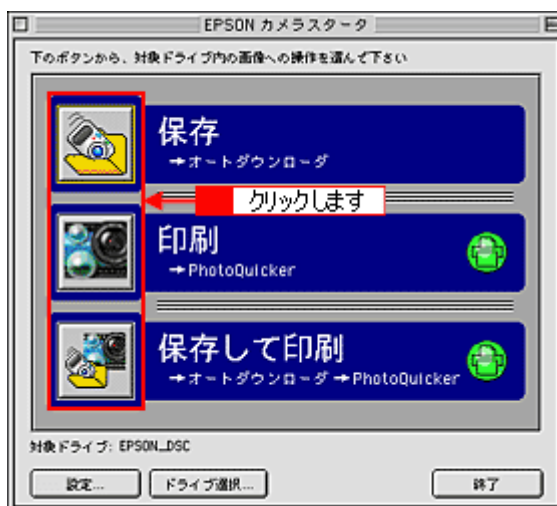 EPSON カメラスタータ
下のボタンから、対象ドライブ内の画像への操作を選んで下さい
保存
→オートダウンローダ
クリックします
印刷
→PhotoQuicker
保存して印刷
→オートダウンローダ→PhotoQuicker
対象ドライブ: EPSON_DSC
設定... ドライブ選択... 終了